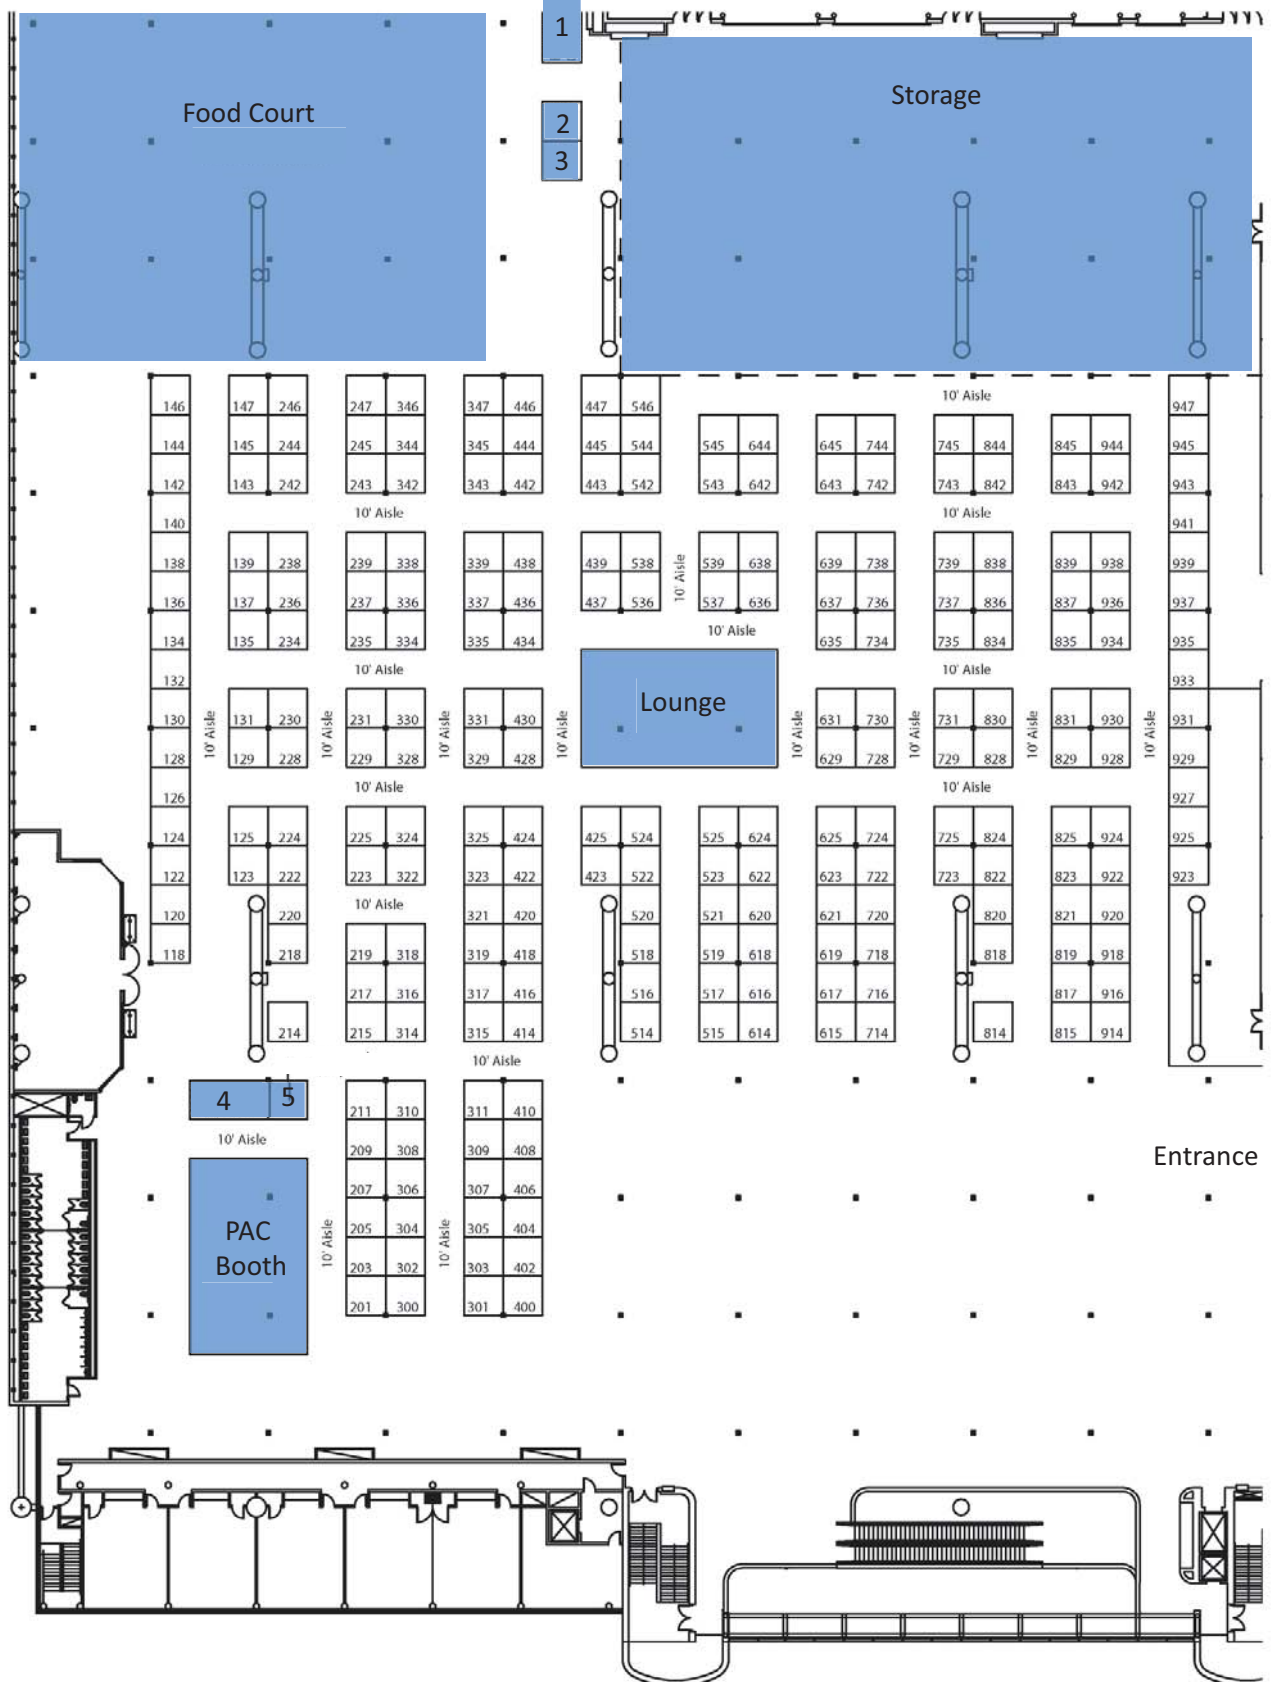 1
Food Court
Storage
2
3
10' Aisle
146 147 246 247 346 347 446 447 546 947
144 145 244 245 344 345 444 445 544 545 644 645 744 745 844 845 944 945
142 143 242 243 342 343 442 443 542 543 642 643 742 743 842 843 942 943
10' Aisle 10' Aisle
140 941
138 139 238 239 338 339 438 439 538 539 638 639 738 739 838 839 938 939
10' Aisle
136 137 236 237 336 337 436 437 536 537 636 637 736 737 836 837 936 937
10' Aisle
134 135 234 235 334 335 434 635 734 735 834 835 934 935
10' Aisle 10' Aisle
132 933
Lounge
130 131 230 231 330 331 430 631 730 731 830 831 930 931
10' Aisle 10' Aisle 10' Aisle 10' Aisle 10' Aisle 10' Aisle 10' Aisle 10' Aisle
128 129 228 229 328 329 428 629 728 729 828 829 928 929
10' Aisle 10' Aisle
126 927
124 125 224 225 324 325 424 425 524 525 624 625 724 725 824 825 924 925
122 123 222 223 322 323 422 423 522 523 622 623 722 723 822 823 922 923
10' Aisle
120 220 321 420 520 521 620 621 720 820 821 920
118 218 219 318 319 418 518 519 618 619 718 818 819 918
217 316 317 416 516 517 616 617 716 817 916
214 215 314 315 414 514 515 614 615 714 814 815 914
10' Aisle
4 5
211 310 311 410
10' Aisle
209 308 309 408
Entrance
207 306 307 406
PAC
Booth
205 304 305 404
10' Aisle 10' Aisle
203 302 303 402
201 300 301 400